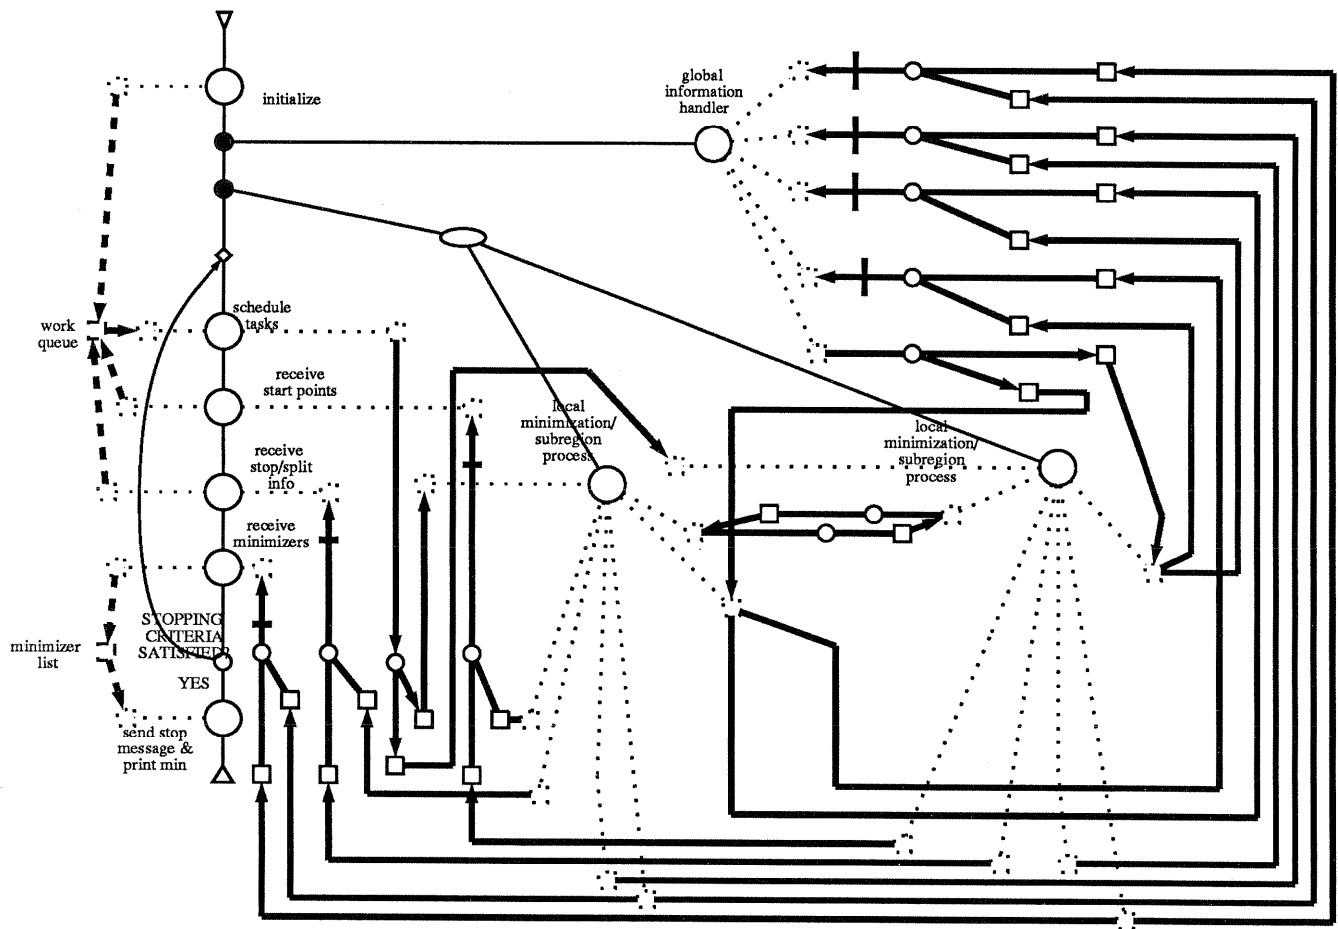 initialize
global
information
handler
schedule
tasks
work
queue
receive
start points
local
minimization/
subregion
process
local
minimization/
subregion
process
receive
stop/split
info
receive
minimizers
STOPPING
CRITERIA
SATISFIED?
minimizer
list
YES
send stop
message &
print min